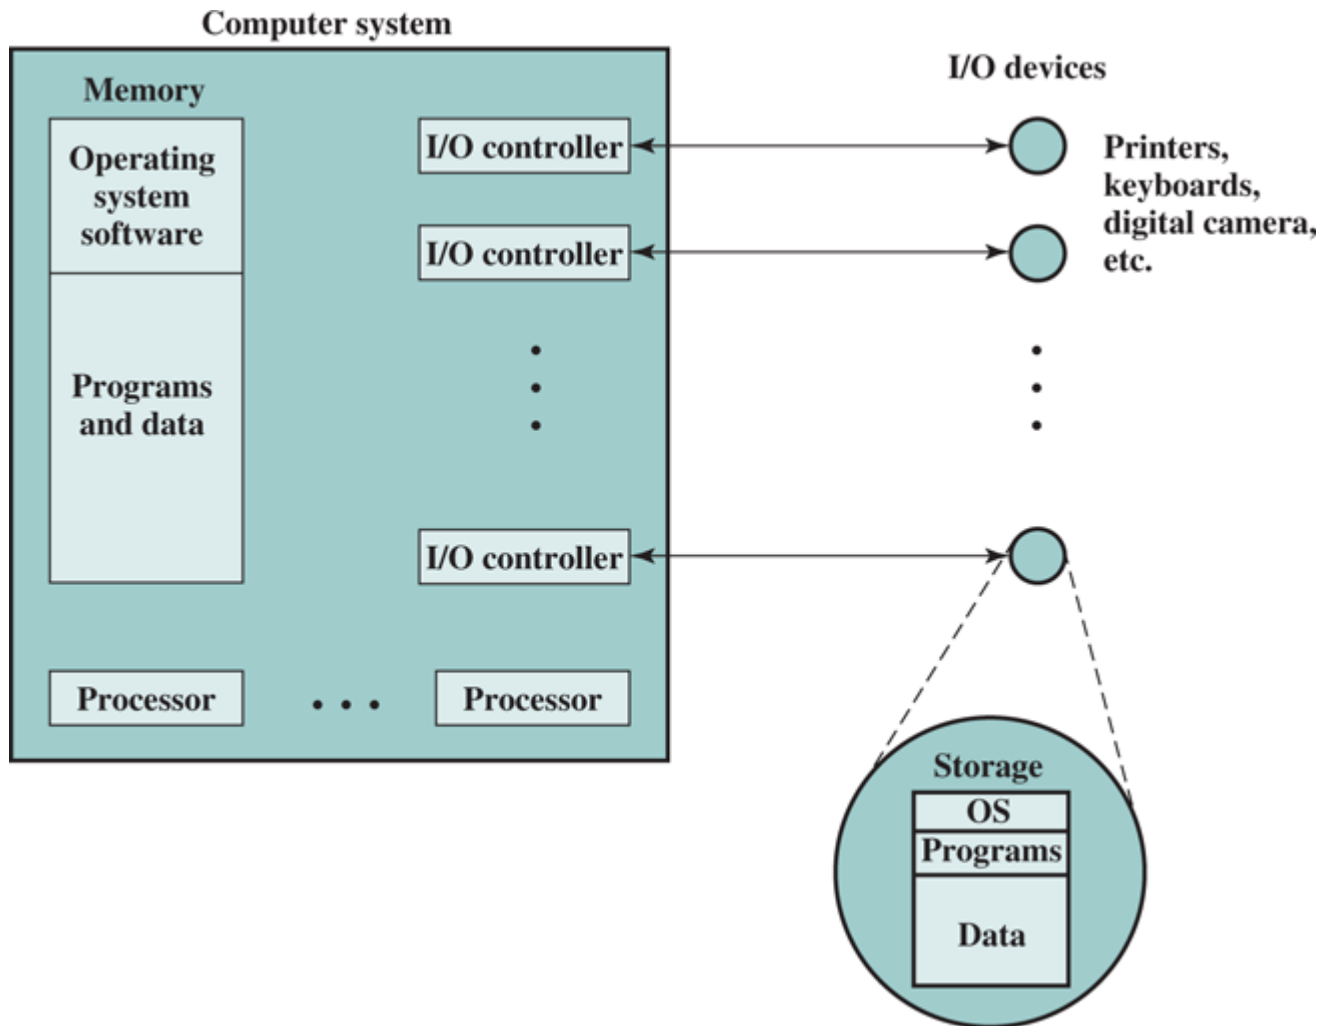 Computer system
Memory
Operating
system
software
Programs
and data
I/O controller
I/O controller
I/O controller
Processor
Processor
I/O devices
Printers,
keyboards,
digital camera,
etc.
Storage
OS
Programs
Data